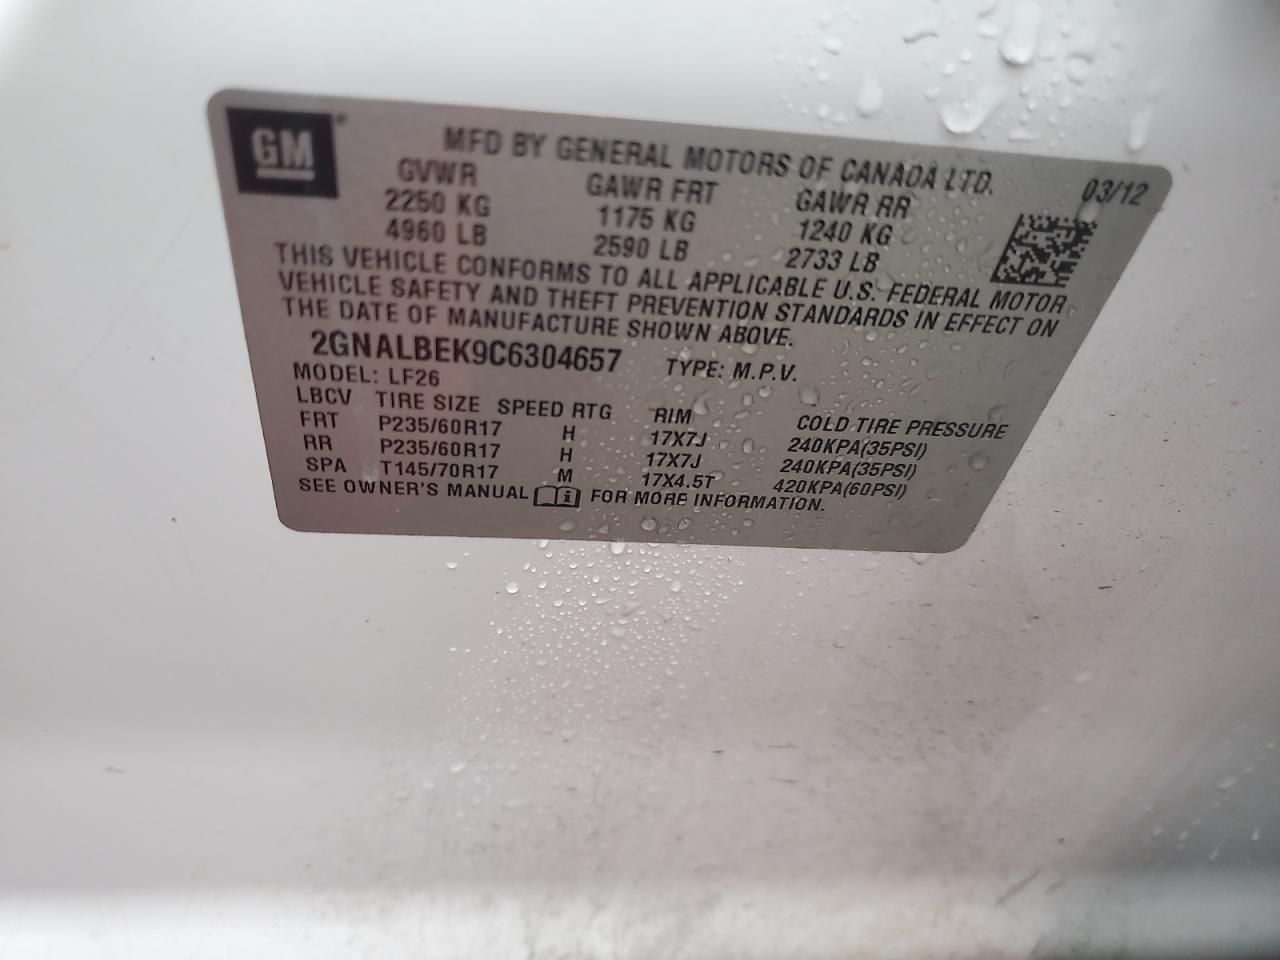 GM®
MFD BY GENERAL MOTORS OF CANADA LTD. 03/12
GVWR GAWR FRT GAWR RR
2250 KG 1175 KG 1240 KG
4960 LB 2590 LB 2733 LB
THIS VEHICLE CONFORMS TO ALL APPLICABLE U.S. FEDERAL MOTOR
VEHICLE SAFETY AND THEFT PREVENTION STANDARDS IN EFFECT ON
THE DATE OF MANUFACTURE SHOWN ABOVE.
2GNALBEK9C6304657 TYPE: M.P.V.
MODEL: LF26
LBCV TIRE SIZE SPEED RTG RIM COLD TIRE PRESSURE
FRT P235/60R17 H 17X7J 240KPA(35PSI)
RR P235/60R17 H 17X7J 240KPA(35PSI)
SPA T145/70R17 M 17X4.5T 420KPA(60PSI)
SEE OWNER'S MANUAL FOR MORE INFORMATION.